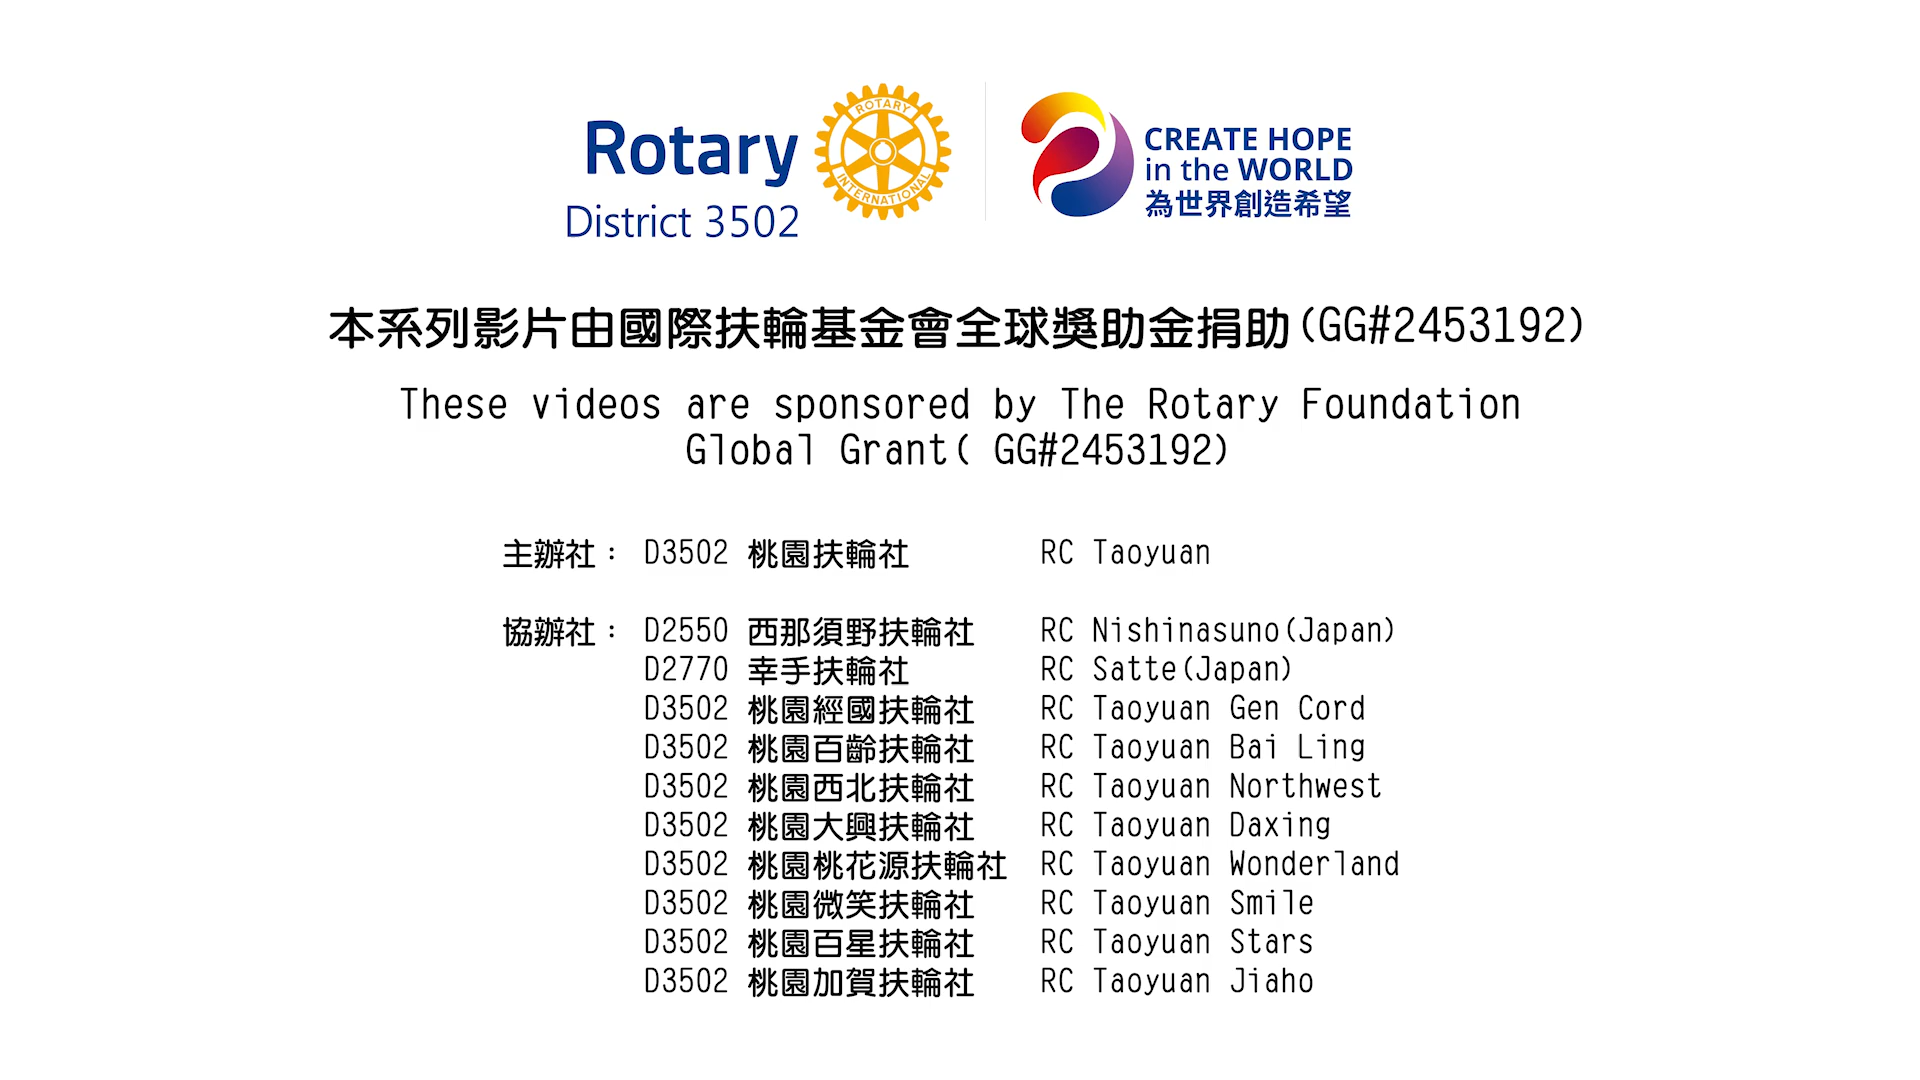 Rotary
District 3502
ROTARY
INTERNATIONAL
CREATE HOPE
in the WORLD
為世界創造希望
本系列影片由國際扶輪基金會全球獎助金捐助(GG#2453192)
These videos are sponsored by The Rotary Foundation
Global Grant( GG#2453192)
主辦社： D3502 桃園扶輪社 RC Taoyuan
協辦社： D2550 西那須野扶輪社 RC Nishinasuno(Japan)
D2770 幸手扶輪社 RC Satte(Japan)
D3502 桃園經國扶輪社 RC Taoyuan Gen Cord
D3502 桃園百齡扶輪社 RC Taoyuan Bai Ling
D3502 桃園西北扶輪社 RC Taoyuan Northwest
D3502 桃園大興扶輪社 RC Taoyuan Daxing
D3502 桃園桃花源扶輪社 RC Taoyuan Wonderland
D3502 桃園微笑扶輪社 RC Taoyuan Smile
D3502 桃園百星扶輪社 RC Taoyuan Stars
D3502 桃園加賀扶輪社 RC Taoyuan Jiaho